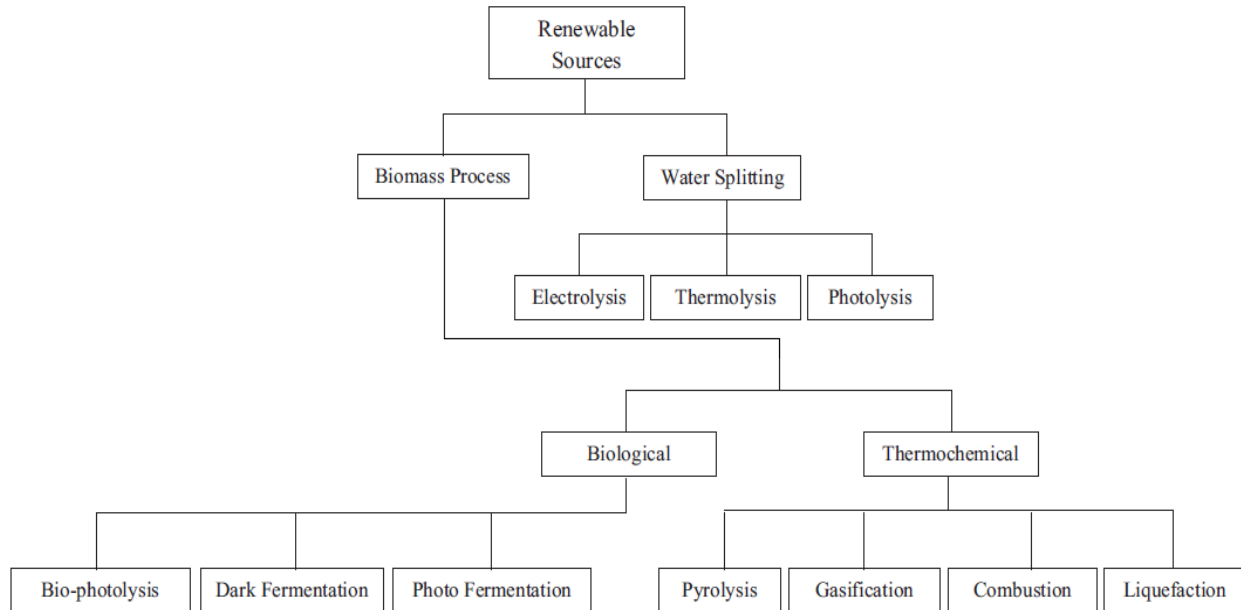 Renewable
Sources
Biomass Process
Water Splitting
Electrolysis
Thermolysis
Photolysis
Biological
Thermochemical
Bio-photolysis
Dark Fermentation
Photo Fermentation
Pyrolysis
Gasification
Combustion
Liquefaction